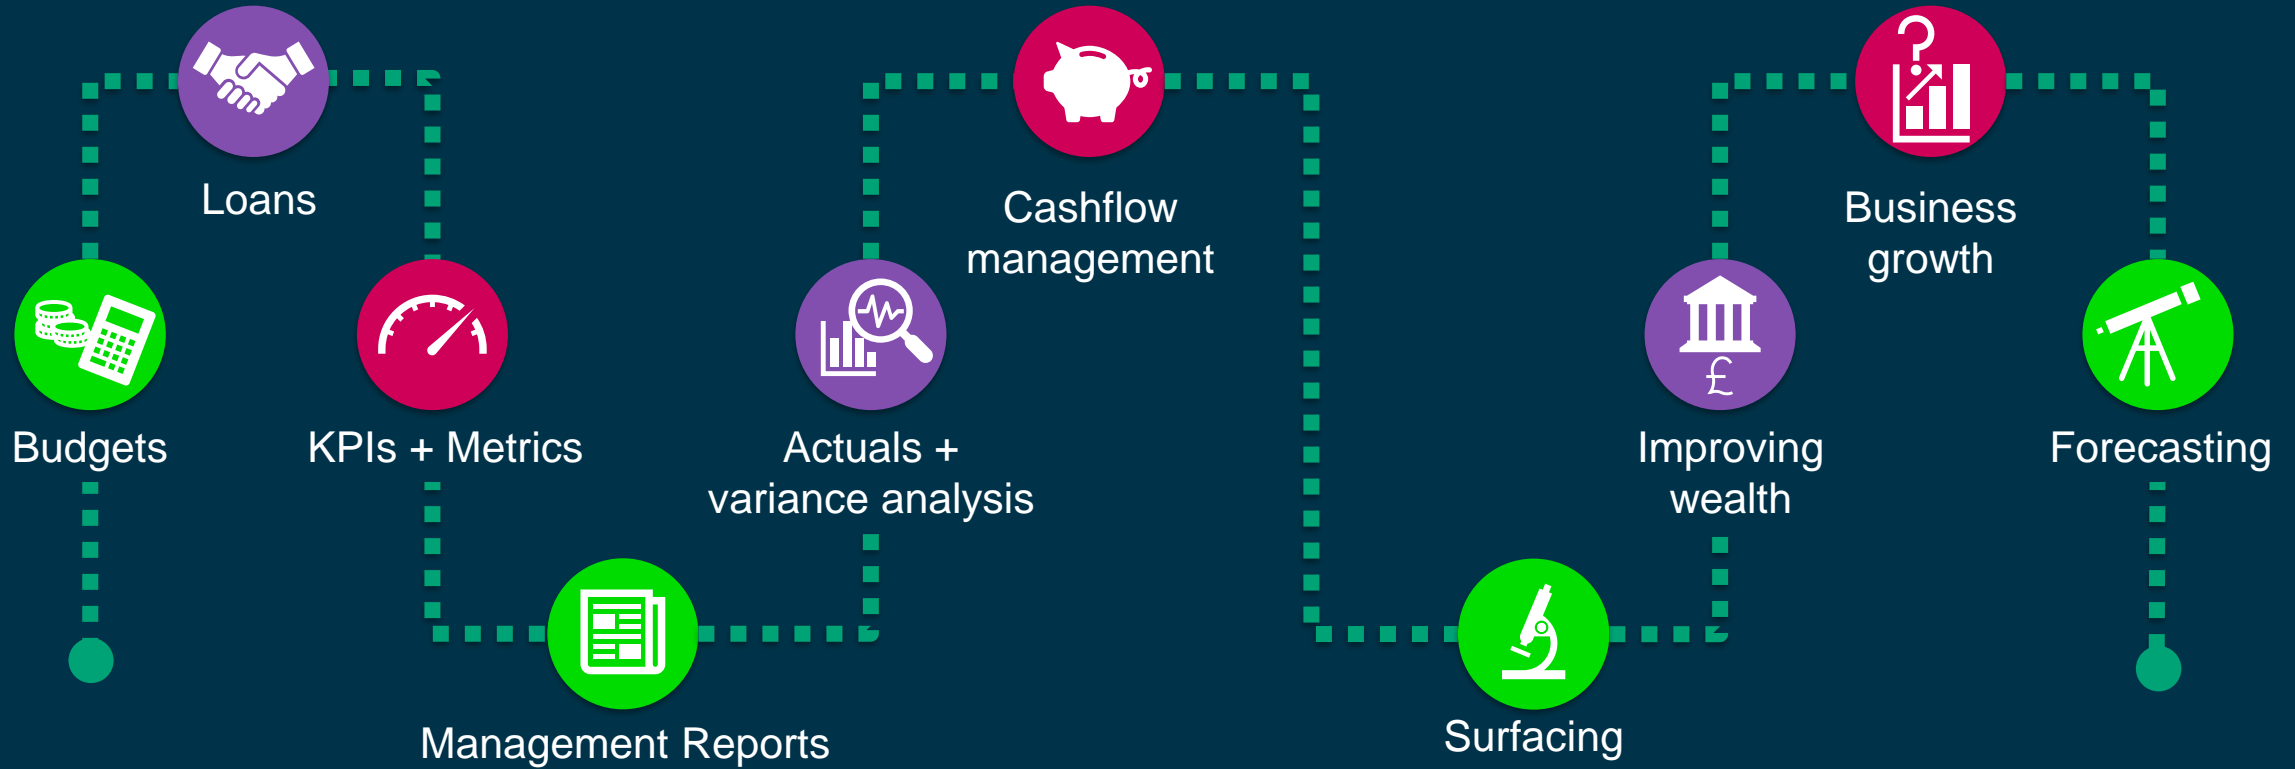 Loans
Cashflow
management
Business
growth
Budgets
KPIs + Metrics
Actuals +
variance analysis
£
Improving
wealth
Forecasting
Management Reports
Surfacing